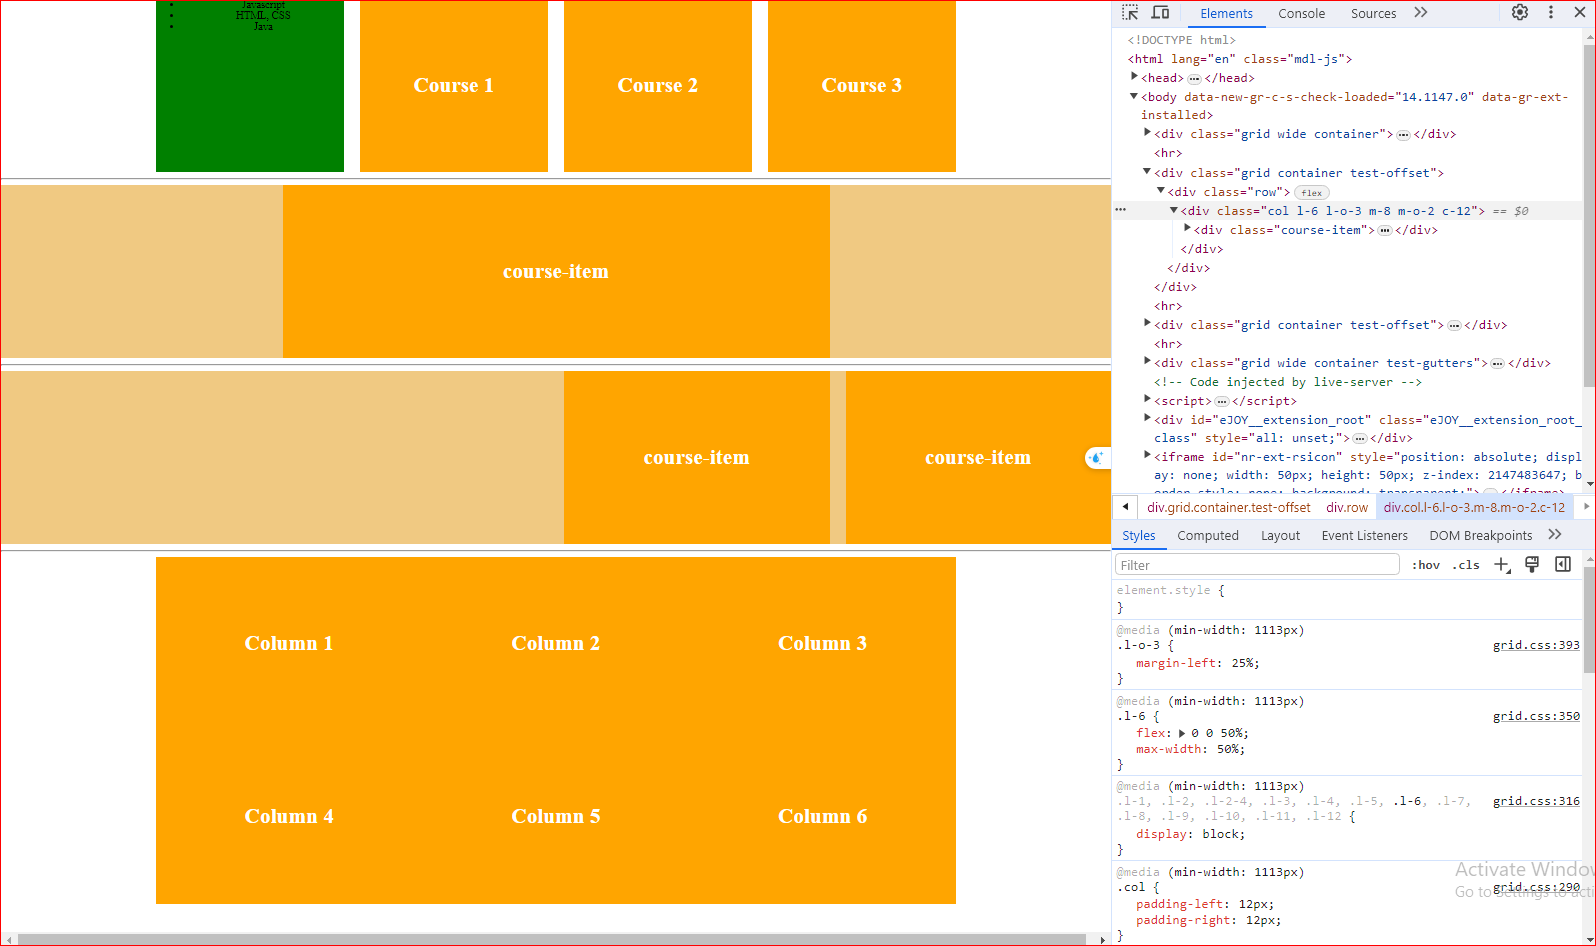 Javascript
HTML, CSS
Java
Course 1
Course 2
Course 3
course-item
course-item
course-item
Column 1
Column 2
Column 3
Column 4
Column 5
Column 6
Elements
Console
Sources
<!DOCTYPE html>
<html lang="en" class="mdl-js">
<head> … </head>
<body data-new-gr-c-s-check-loaded="14.1147.0" data-gr-ext-
installed>
<div class="grid wide container"> … </div>
<hr>
<div class="grid container test-offset">
<div class="row"> flex
<div class="col l-6 l-o-3 m-8 m-o-2 c-12"> == $0
<div class="course-item"> … </div>
</div>
</div>
</div>
<hr>
<div class="grid container test-offset"> … </div>
<hr>
<div class="grid wide container test-gutters"> … </div>
<!-- Code injected by live-server -->
<script> … </script>
<div id="eJOY__extension_root" class="eJOY__extension_root_
class" style="all: unset;"> … </div>
<iframe id="nr-ext-rsicon" style="position: absolute; displ
ay: none; width: 50px; height: 50px; z-index: 2147483647; b
order-style: none; background: transparent;"> … </iframe>
div.grid.container.test-offset
div.row
div.col.l-6.l-o-3.m-8.m-o-2.c-12
Styles
Computed
Layout
Event Listeners
DOM Breakpoints
Filter
:hov
.cls
element.style {
}
@media (min-width: 1113px)
.l-o-3 { grid.css:393
margin-left: 25%;
}
@media (min-width: 1113px)
.l-6 { grid.css:350
flex: 0 0 50%;
max-width: 50%;
}
@media (min-width: 1113px)
.l-1, .l-2, .l-2-4, .l-3, .l-4, .l-5, .l-6, .l-7, grid.css:316
.l-8, .l-9, .l-10, .l-11, .l-12 {
display: block;
}
@media (min-width: 1113px)
.col { grid.css:290
padding-left: 12px;
padding-right: 12px;
}
Activate Window
Go to Settings to acti